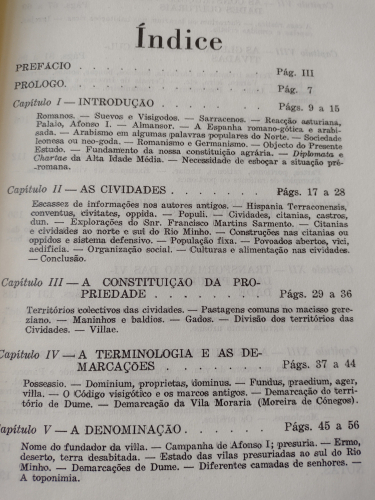 Índice
PREFÁCIO . . . . . . . . . . . Pág. III
PRÓLOGO. . . . . . . . . . . Pág. 7
Capítulo I — INTRODUÇÃO . . . . . . . Págs. 9 a 15
Romanos. — Suevos e Visigodos. — Sarracenos. — Reacção asturiana,
Palaio, Afonso I. — Almansor. — A Espanha romano-gótica e arabi-
sada. — Arabismo em algumas palavras populares do Norte. — Sociedade
leonesa ou neo-goda. — Romanismo e Germanismo. — Objecto do Presente
Estudo. — Fundamento da nossa constituição agrária. — Diplomata e
Chartae da Alta Idade Média. — Necessidade de esboçar a situação pré-
-romana.
Capítulo II — AS CIVIDADES . . . . . . Págs. 17 a 28
Escassez de informações nos autores antigos. — Hispania Terraconensis,
conventus, civitates, oppida. — Populi. — Cividades, citanias, castros,
dun. — Explorações do Snr. Francisco Martins Sarmento. — Citanias
e cividades ao norte e sul do Rio Minho. — Construções nas citânias ou
oppidos e sistema defensivo. — População fixa. — Povoados abertos, vici,
aedificia. — Organização social. — Culturas e alimentação nas cividades.
— Conclusão.
Capítulo III — A CONSTITUIÇÃO DA PRO-
PRIEDADE . . . . . . . Págs. 29 a 36
Territórios colectivos das cividades. — Pastagens comuns no macisso gere-
ziano. — Maninhos e baldios. — Gados. — Divisão dos territórios das
Cividades. — Villae.
Capítulo IV — A TERMINOLOGIA E AS DE-
MARCAÇÕES . . . . . . Págs. 37 a 44
Possessio. — Dominium, proprietas, dominus. — Fundus, praedium, ager,
villa. — O Código visigótico e os marcos antigos. — Demarcação do terri-
tório de Dume. — Demarcação da Vila Moraria (Moreira de Cónegos).
Capítulo V — A DENOMINAÇÃO . . . . . Págs. 45 a 56
Nome do fundador da villa. — Campanha de Afonso I; presuria. — Ermo,
deserto, terra desabitada. — Estado das vilas presuriadas ao sul do Rio
Minho. — Demarcações de Dume. — Diferentes camadas de senhores. —
A toponimia.